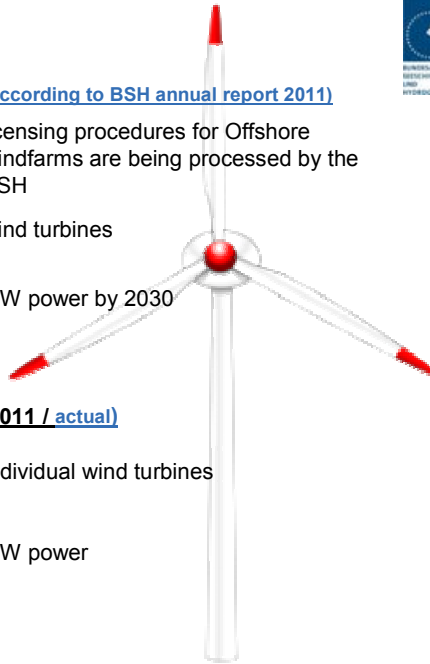 according to BSH annual report 2011)
censing procedures for Offshore
indfarms are being processed by the
SH
ind turbines
W power by 2030
011 / actual)
dividual wind turbines
W power